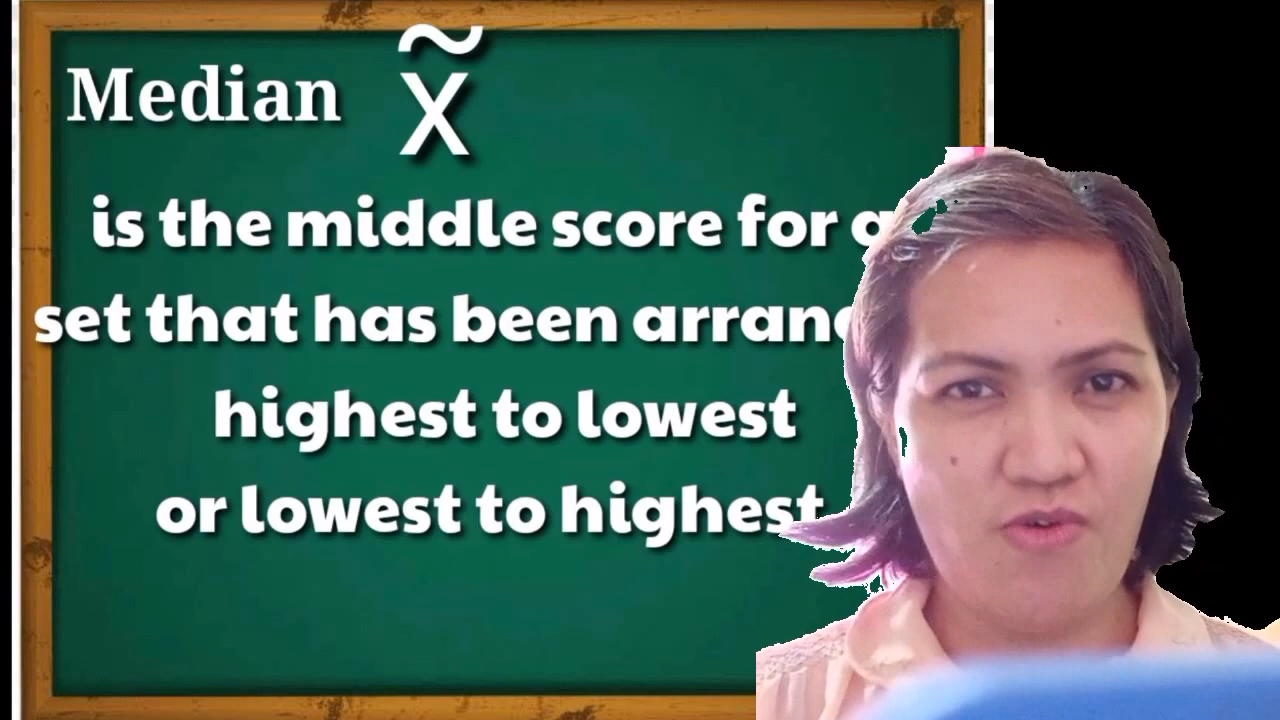 Median x̃
is the middle score for a
set that has been
highest to lowest
or lowest to highest